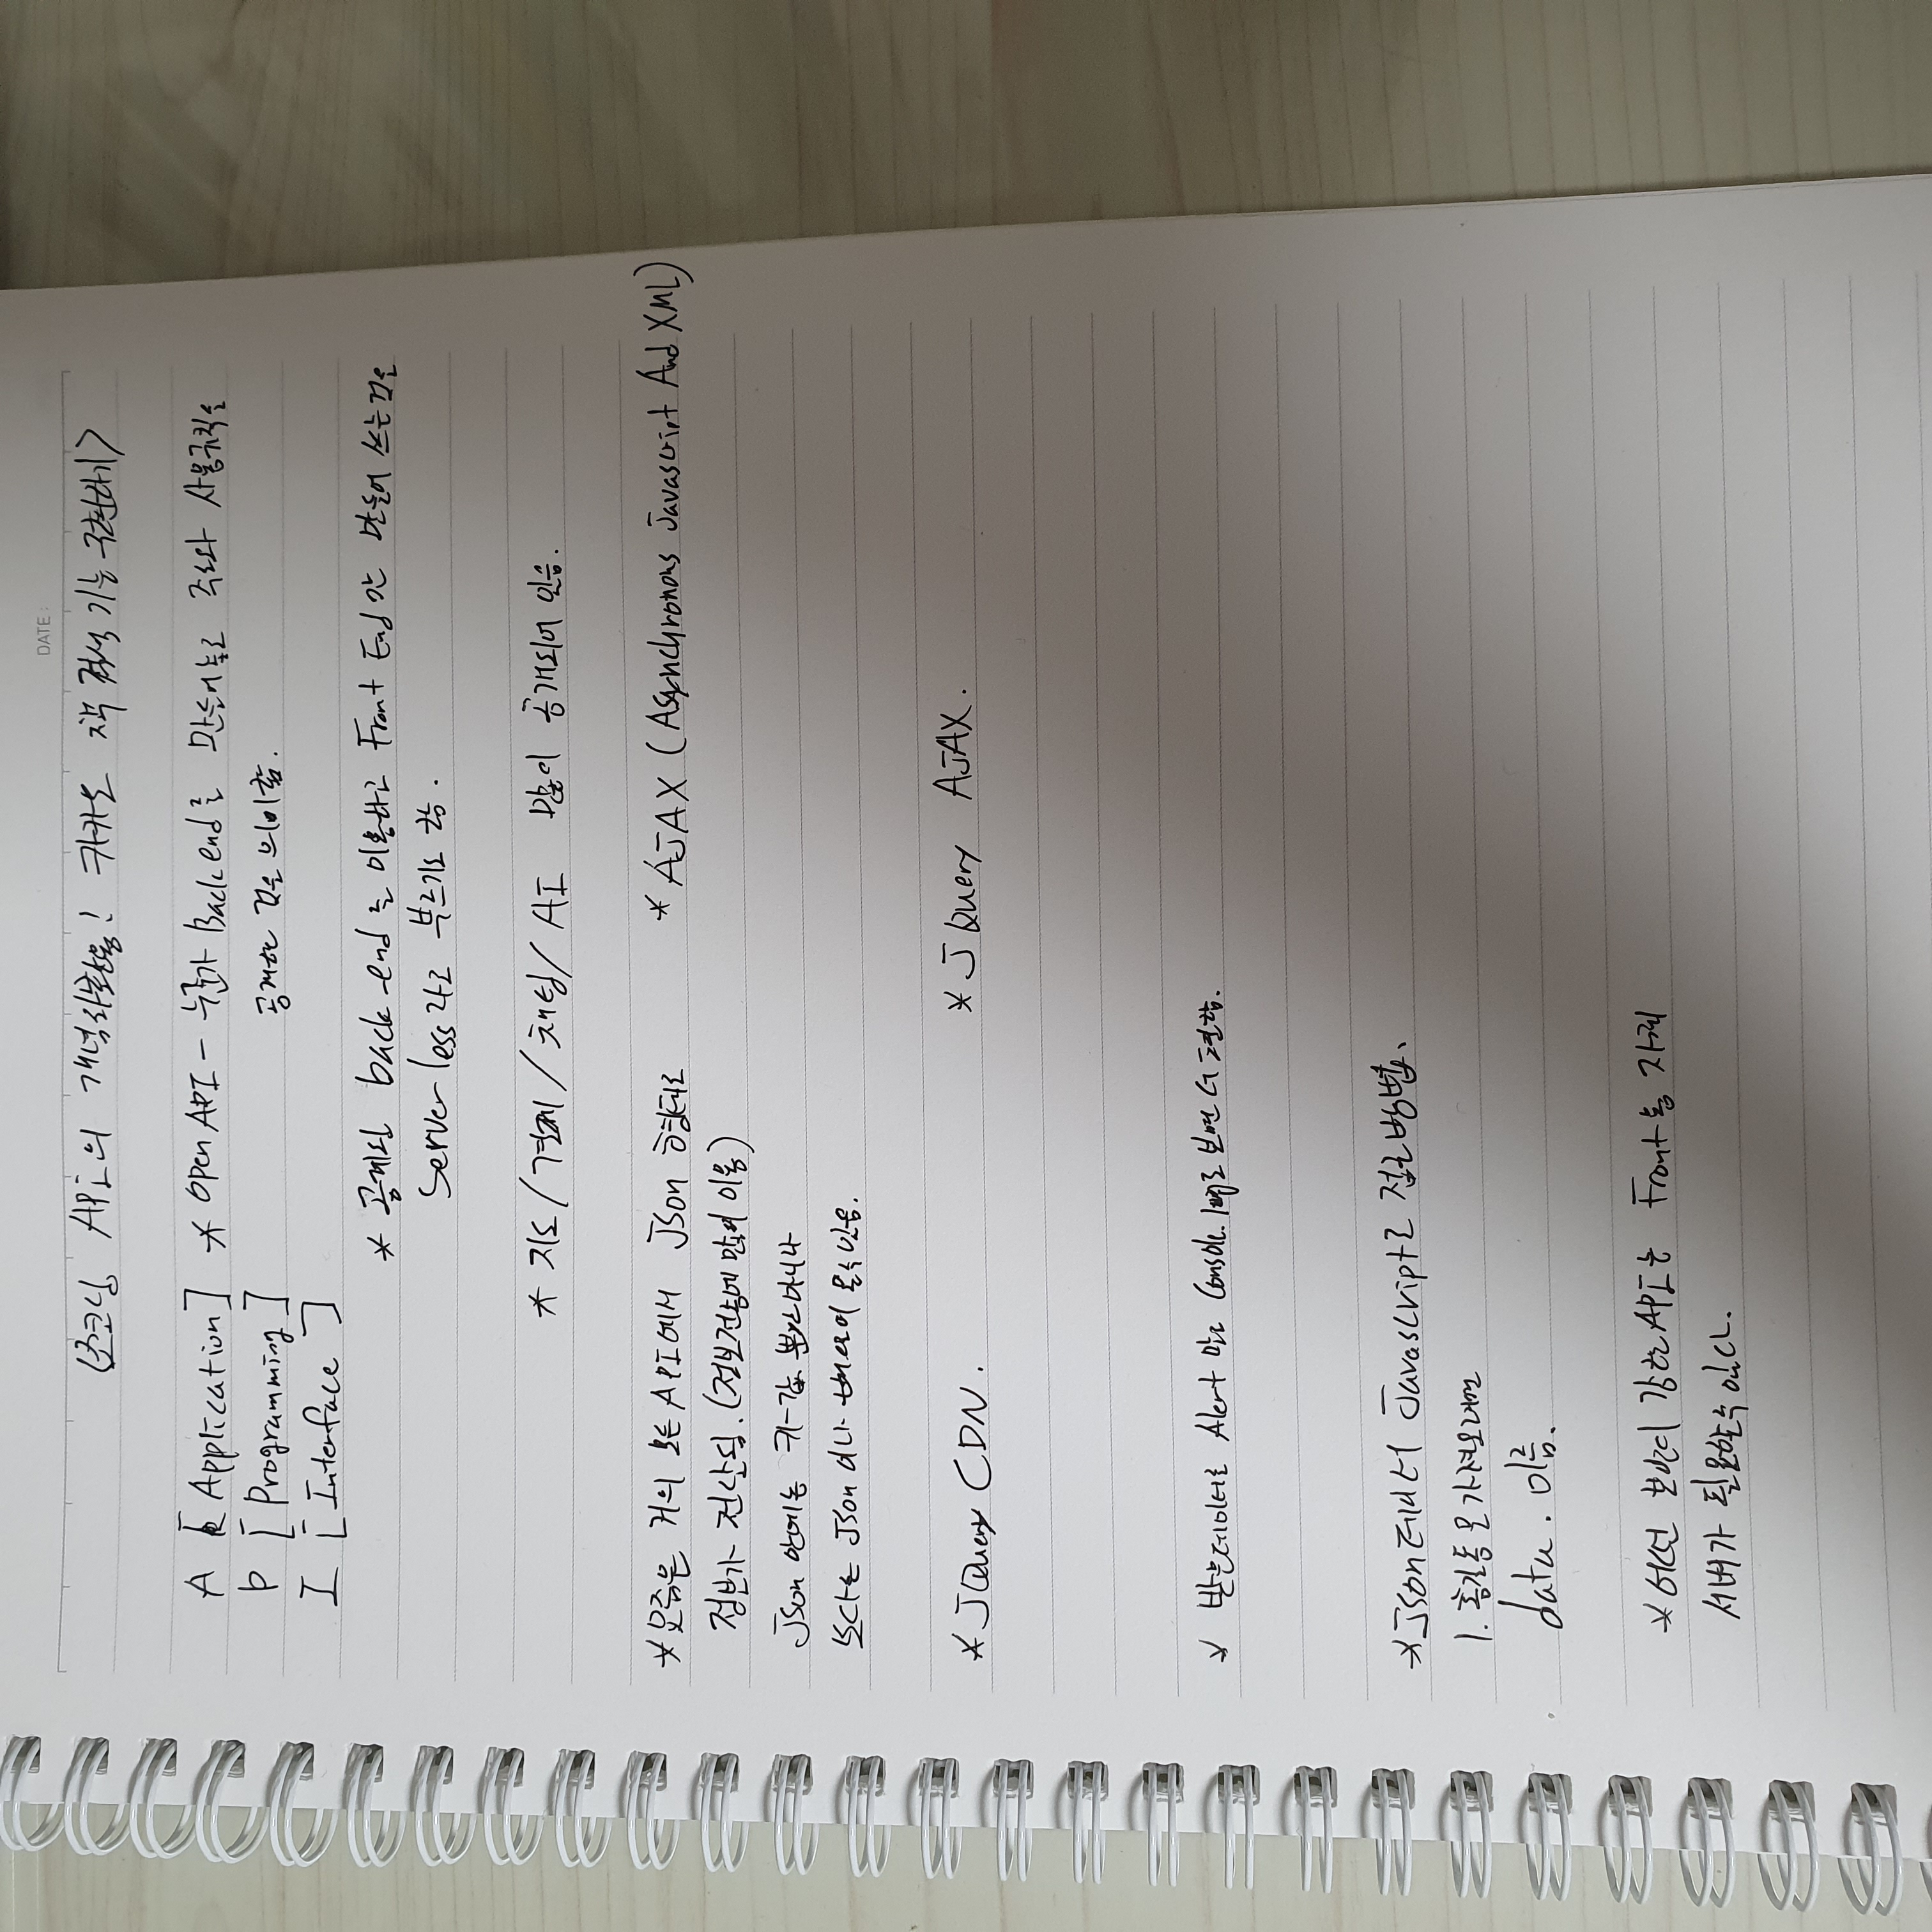 DATE :
<조코딩 API의 개념과활용! 카카오 책 검색 기능 구현하기>
A [Application] * Open API - 누군가 Back end를 만들어놓고 주소와 사용규칙을
P [Programming] 공개한 것을 의미함.
I [Interface]
* 공개된 back-end를 이용하고 Front End만 만들어 쓰는것을
Server less라고 부르기도 함.
* 지도/결제/채팅/AI 많이 공개되어 있음.
*요즘은 거의 모든 API에서 Json 형태로
정보가 전송됨. (정보전송에 많이 이용)
Json 안에는 키-값 뿐만아니라
또다른 Json 이나 배열이 올수있음.
* AJAX (Asynchronous Javascript And XML)
* JQuery CDN.
* JQuery AJAX.
* 받은데이터를 Alert 말고 Console.log로 보면 더 편함.
*Json 데이터 Javascript로 접근방법.
1. 홍길동을 가져오려면
data.이름.
*어떤 보안이 강한 API는 Front용 자체
서버가 필요할수있다.